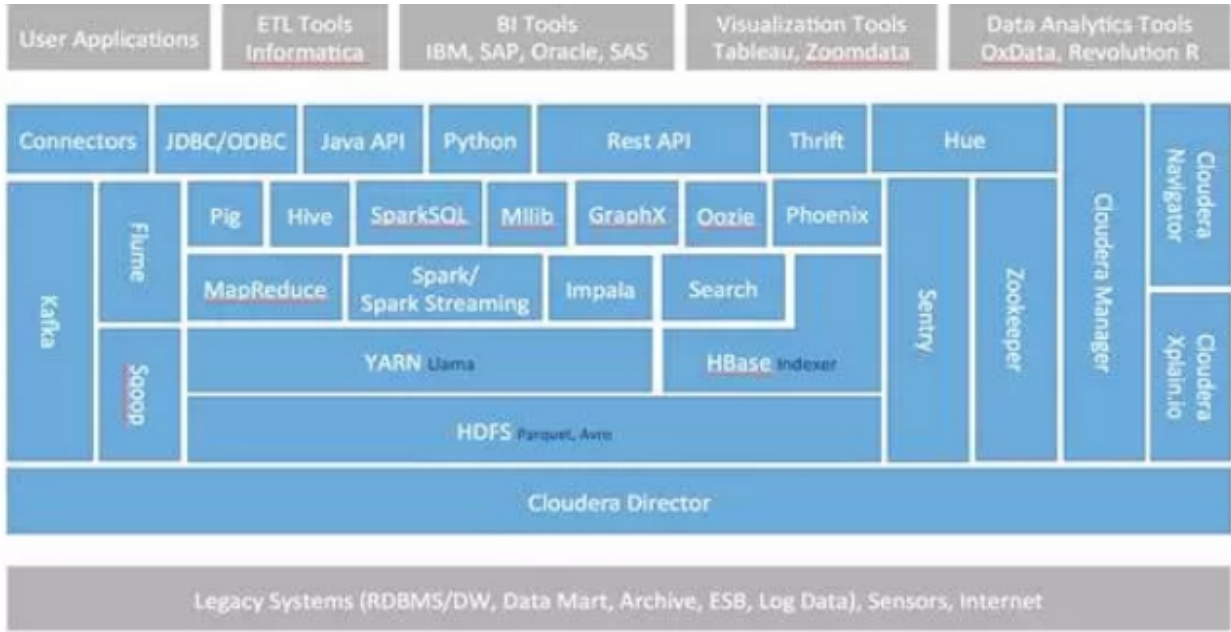 User Applications
ETL Tools
Informatica
BI Tools
IBM, SAP, Oracle, SAS
Visualization Tools
Tableau, Zoomdata
Data Analytics Tools
OxData, Revolution R
Connectors
JDBC/ODBC
Java API
Python
Rest API
Thrift
Hue
Cloudera Manager
Cloudera
Navigator
Kafka
Flume
Pig
Hive
SparkSQL
Mllib
GraphX
Oozie
Phoenix
Sentry
Zookeeper
MapReduce
Spark/
Spark Streaming
Impala
Search
Sqoop
YARN Llama
HBase Indexer
Cloudera
Xplain.io
HDFS Parquet, Avro
Cloudera Director
Legacy Systems (RDBMS/DW, Data Mart, Archive, ESB, Log Data), Sensors, Internet